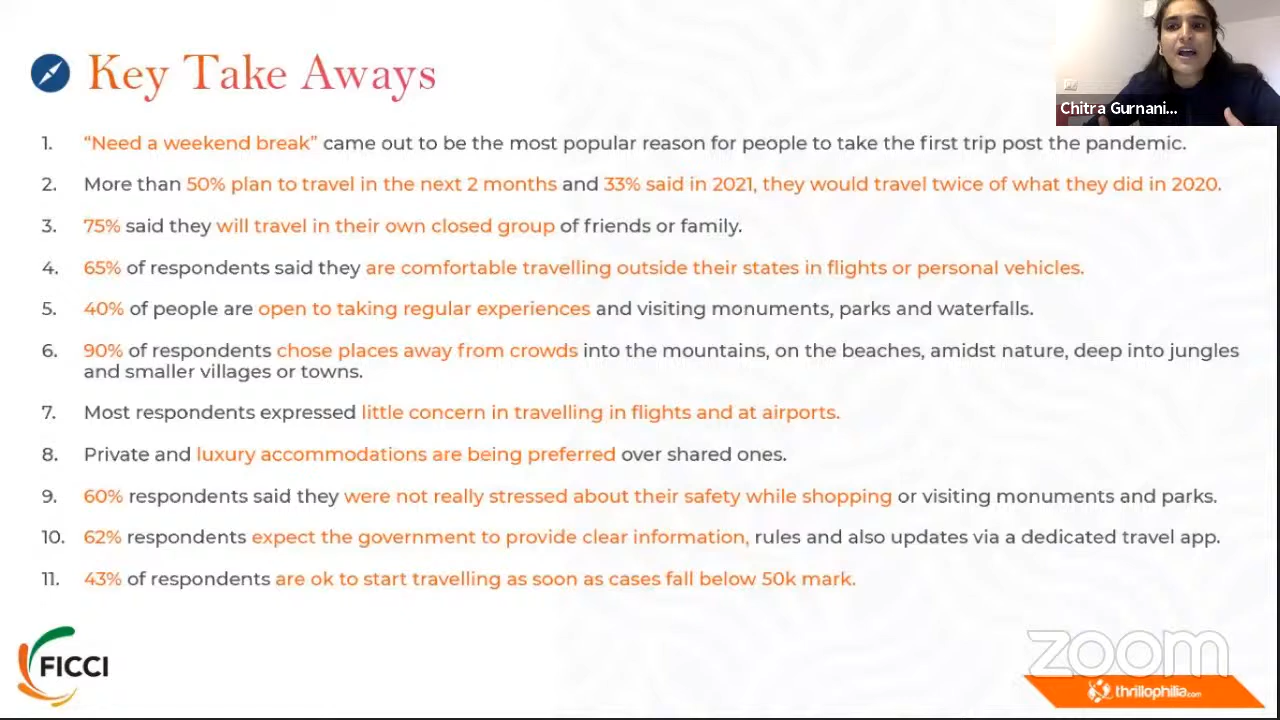 Key Take Aways
Chitra Gurnani...
1. “Need a weekend break” came out to be the most popular reason for people to take the first trip post the pandemic.
2. More than 50% plan to travel in the next 2 months and 33% said in 2021, they would travel twice of what they did in 2020.
3. 75% said they will travel in their own closed group of friends or family.
4. 65% of respondents said they are comfortable travelling outside their states in flights or personal vehicles.
5. 40% of people are open to taking regular experiences and visiting monuments, parks and waterfalls.
6. 90% of respondents chose places away from crowds into the mountains, on the beaches, amidst nature, deep into jungles
and smaller villages or towns.
7. Most respondents expressed little concern in travelling in flights and at airports.
8. Private and luxury accommodations are being preferred over shared ones.
9. 60% respondents said they were not really stressed about their safety while shopping or visiting monuments and parks.
10. 62% respondents expect the government to provide clear information, rules and also updates via a dedicated travel app.
11. 43% of respondents are ok to start travelling as soon as cases fall below 50k mark.
FICCI
zoom
thrillophilia.com